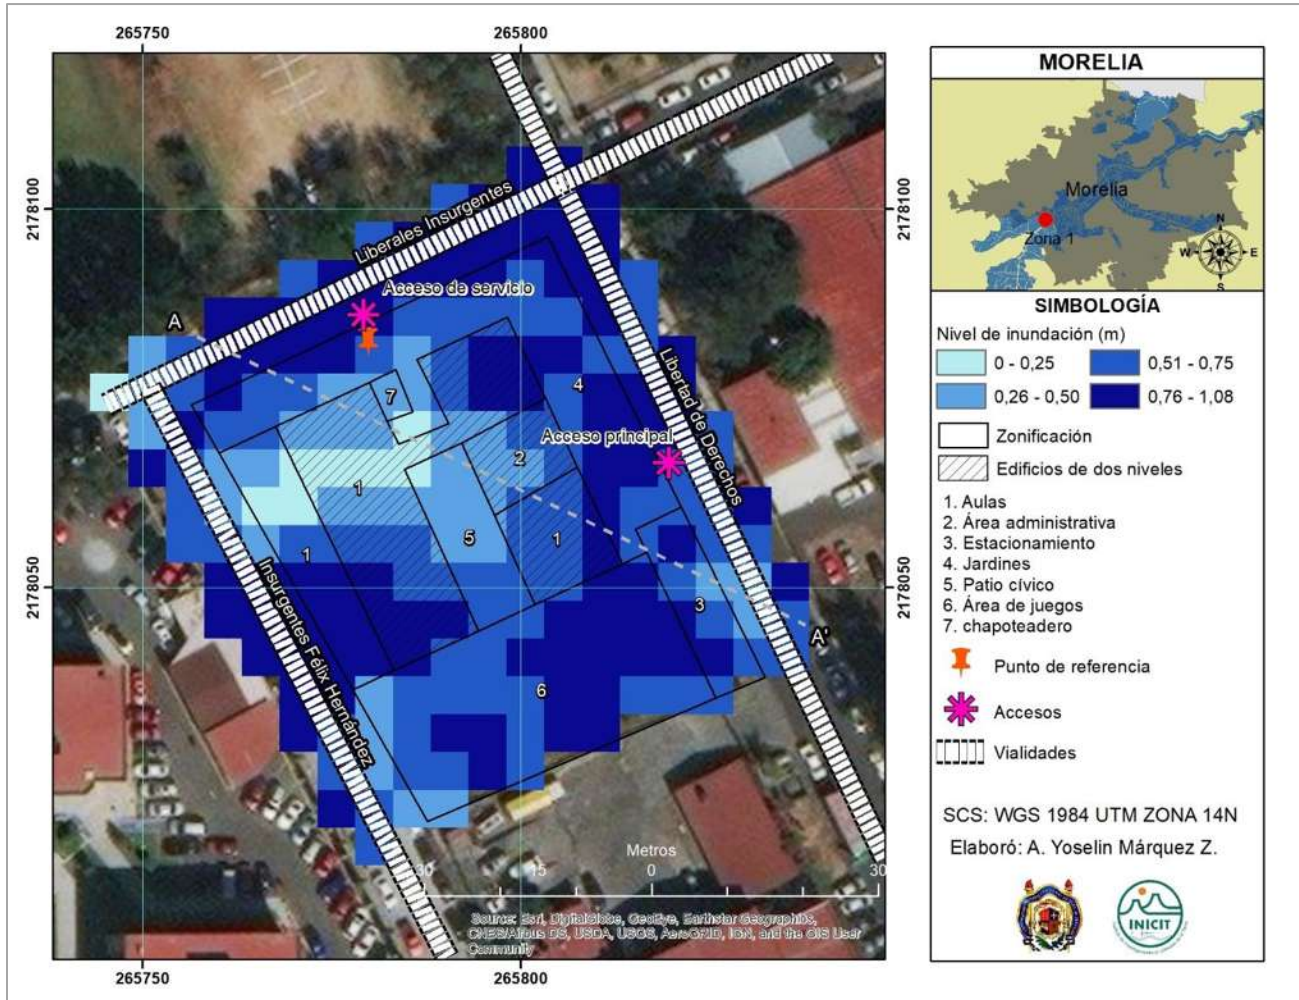 265750
265800
2178100
2178100
Liberales Insurgentes
Acceso de servicio
A
7
4
Libertad de Derechos
Acceso principal
2
1
5
1
1
2178050
2178050
Insurgentes Félix Hernández
3
A'
6
Metros
30
15
0
30
Source: Esri, DigitalGlobe, GeoEye, Earthstar Geographics,
CNES/Airbus DS, USDA, USGS, AeroGRID, IGN, and the GIS User
Community
265750
265800
MORELIA
Morelia
Zona 1
N
W
E
S
SIMBOLOGÍA
Nivel de inundación (m)
0 - 0,25
0,51 - 0,75
0,26 - 0,50
0,76 - 1,08
Zonificación
Edificios de dos niveles
1. Aulas
2. Área administrativa
3. Estacionamiento
4. Jardines
5. Patio cívico
6. Área de juegos
7. chapoteadero
Punto de referencia
Accesos
Vialidades
SCS: WGS 1984 UTM ZONA 14N
Elaboró: A. Yoselin Márquez Z.
INICIT